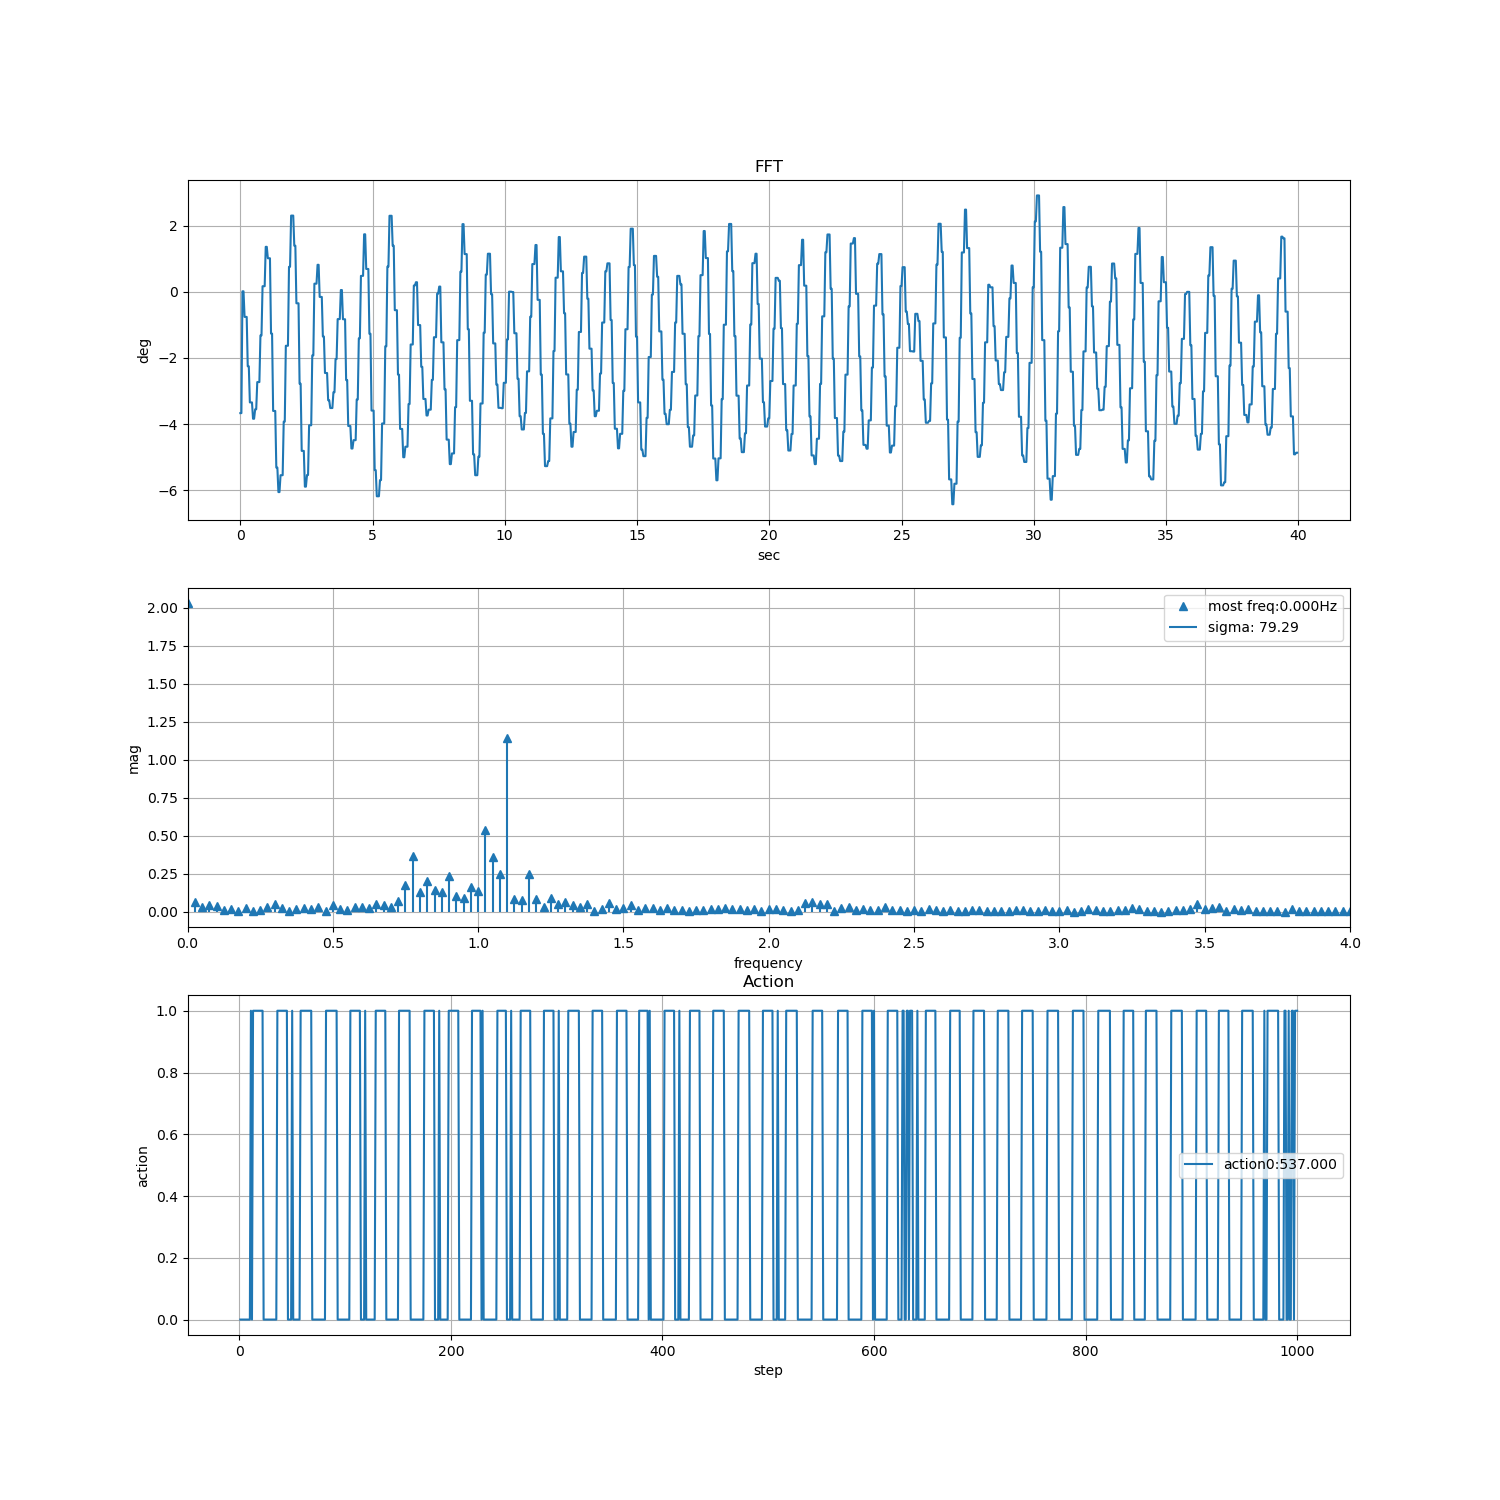 FFT
2
0
−2
−4
−6
deg
0 5 10 15 20 25 30 35 40
sec
2.00
1.75
1.50
1.25
1.00
0.75
0.50
0.25
0.00
mag
most freq:0.000Hz
sigma: 79.29
0.0 0.5 1.0 1.5 2.0 2.5 3.0 3.5 4.0
frequency
Action
1.0
0.8
0.6
0.4
0.2
0.0
action
action0:537.000
0 200 400 600 800 1000
step